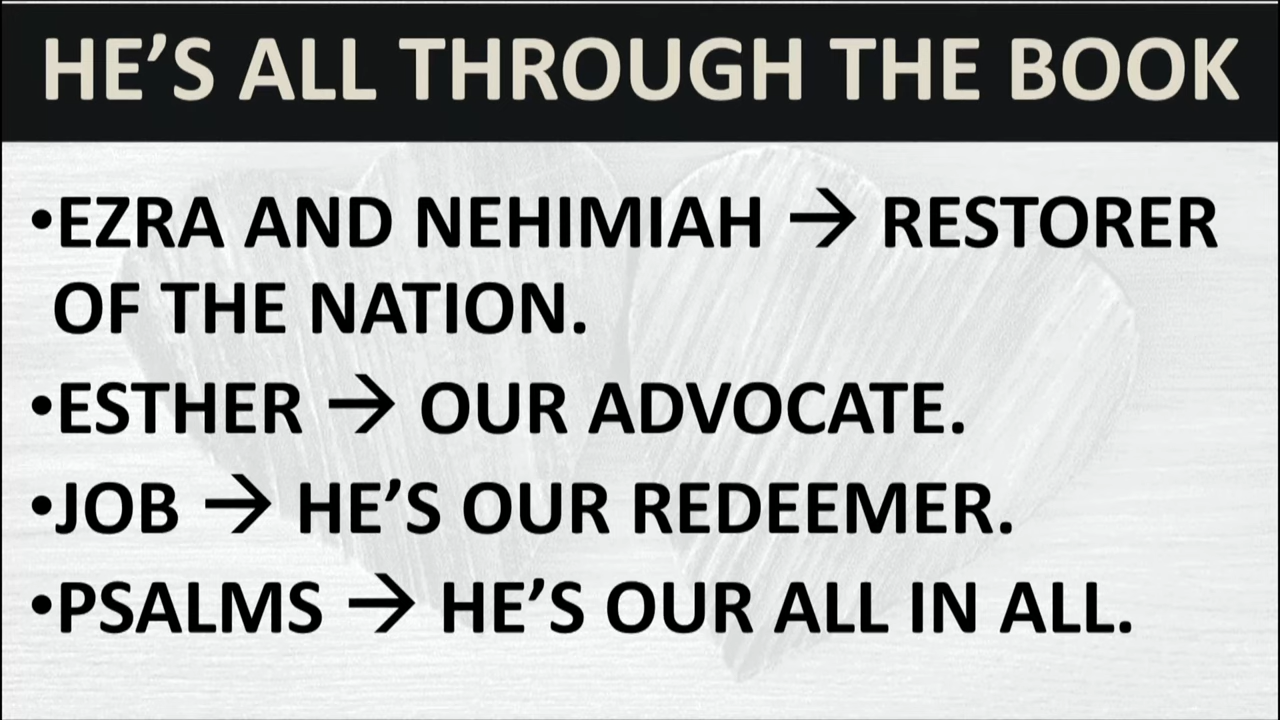 HE’S ALL THROUGH THE BOOK
•EZRA AND NEHIMIAH → RESTORER
OF THE NATION.
•ESTHER → OUR ADVOCATE.
•JOB → HE’S OUR REDEEMER.
•PSALMS → HE’S OUR ALL IN ALL.